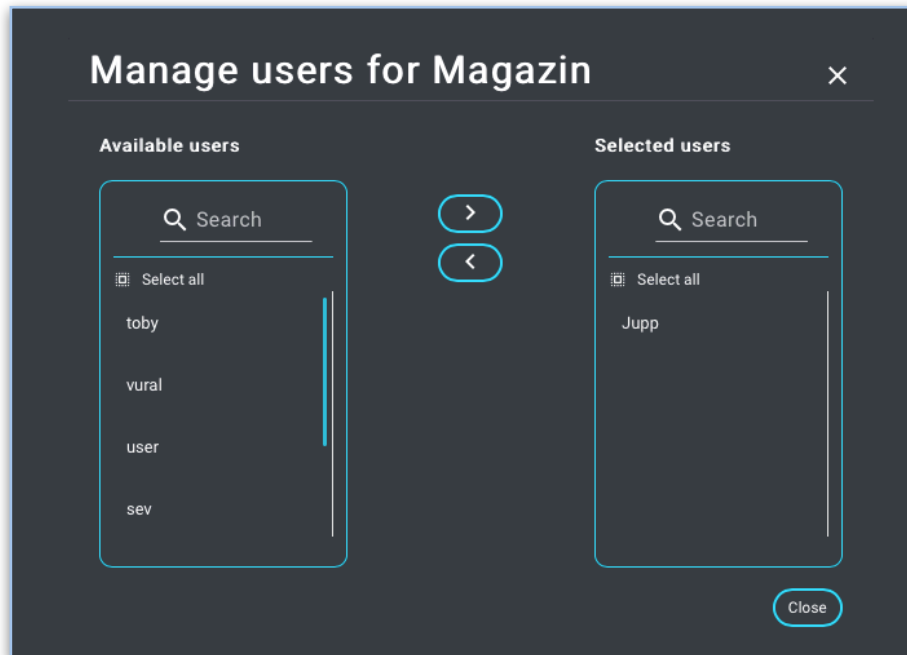 Manage users for Magazin
Available users
Search
Select all
toby
vural
user
sev
Selected users
Search
Select all
Jupp
Close